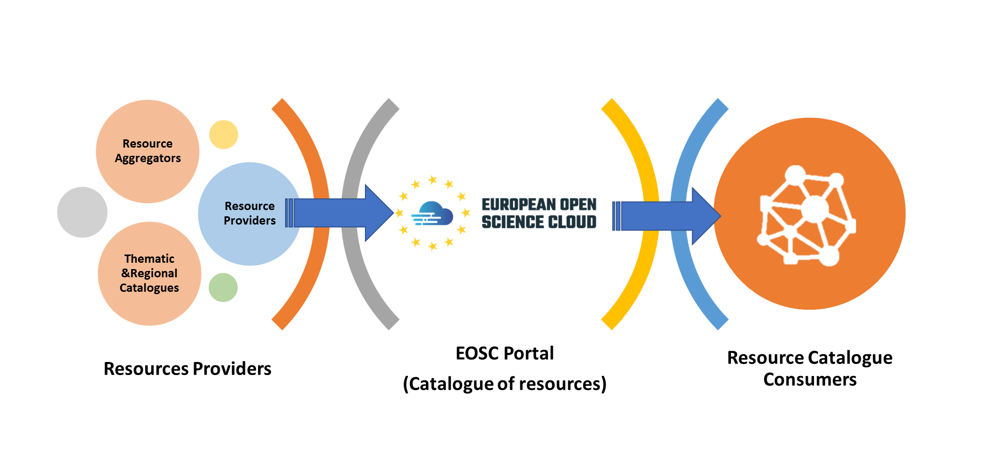 Resource
Aggregators
Resource
Providers
Thematic
&Regional
Catalogues
EUROPEAN OPEN
SCIENCE CLOUD
Resources Providers
EOSC Portal
(Catalogue of resources)
Resource Catalogue
Consumers